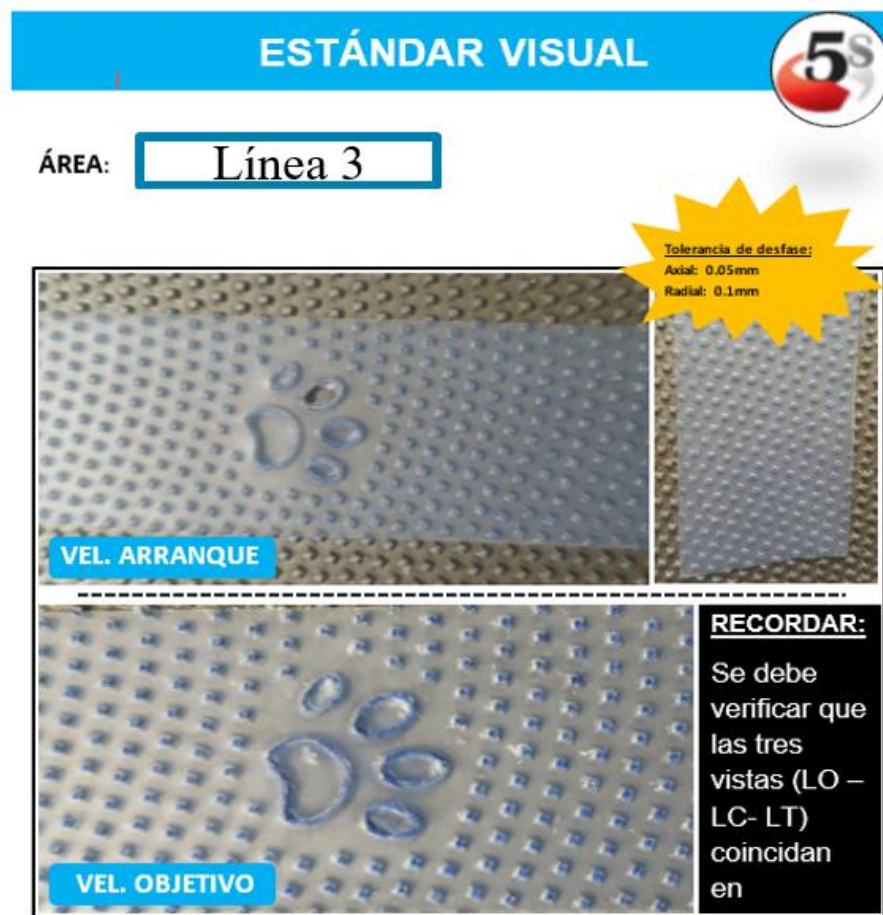 ESTÁNDAR VISUAL
5S
ÁREA:
Línea 3
Tolerancia de desfase:
Axial: 0.05mm
Radial: 0.1mm
VEL. ARRANQUE
VEL. OBJETIVO
RECORDAR:
Se debe
verificar que
las tres
vistas (LO –
LC- LT)
coincidan
en